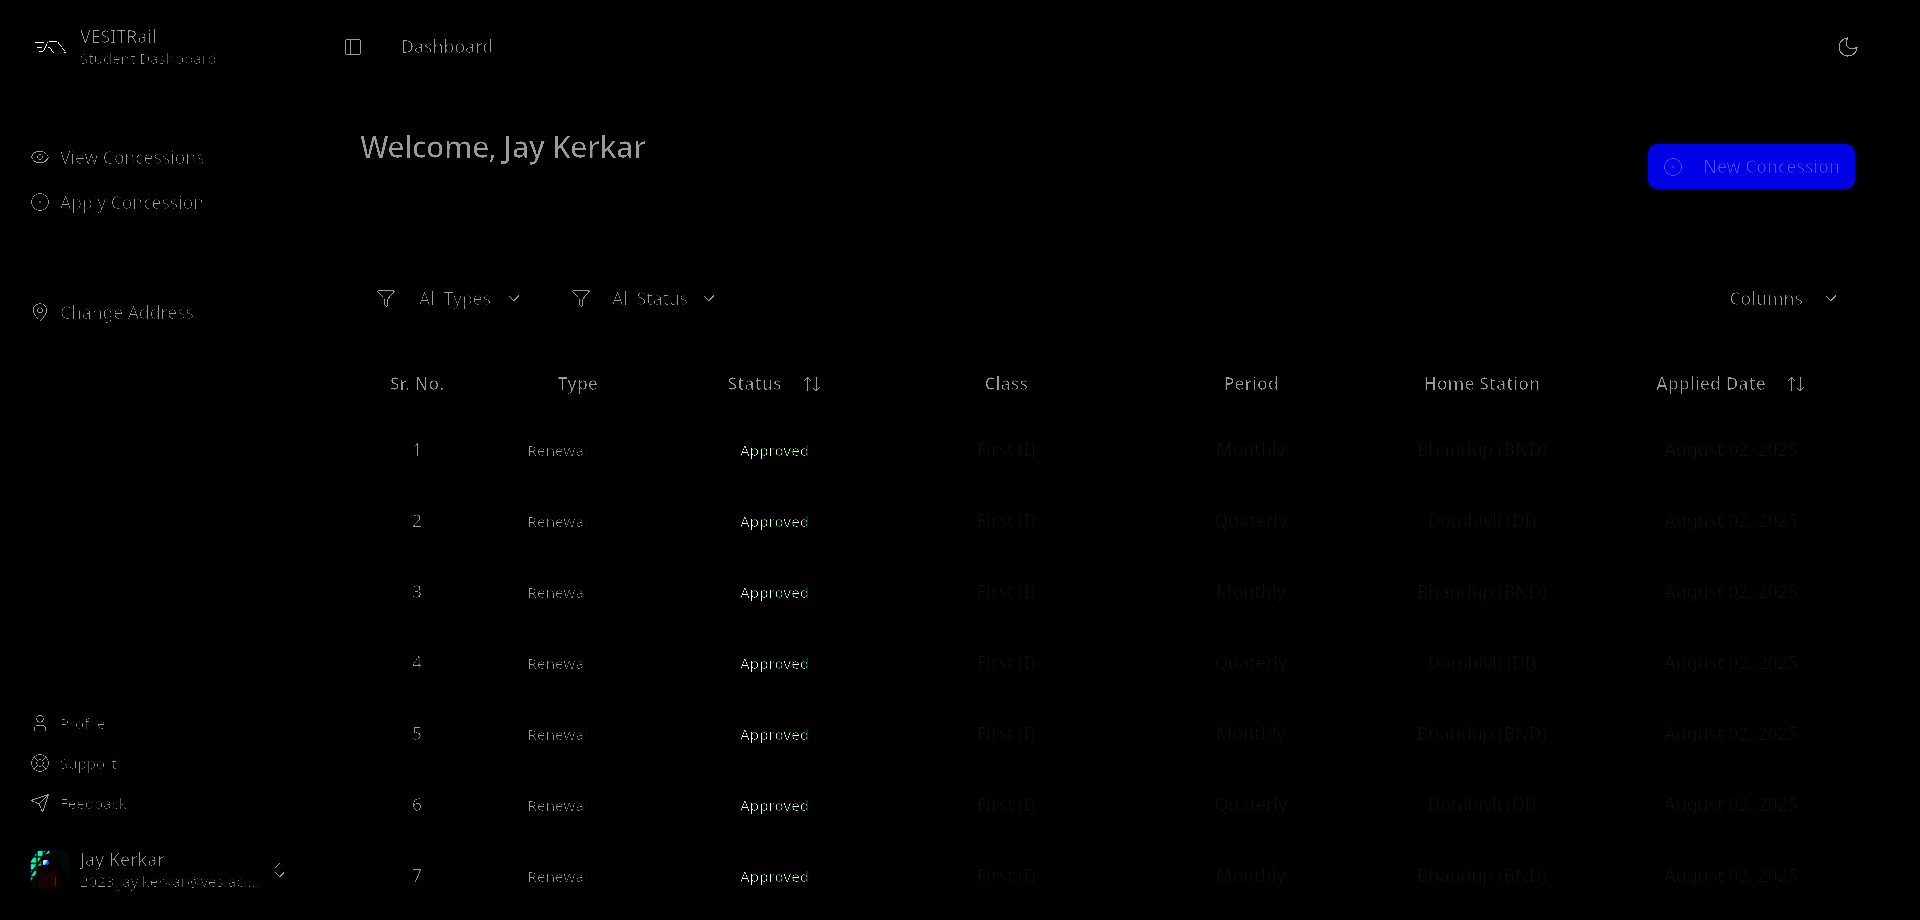 VESITRail
Student Dashboard
Dashboard
View Concessions
Apply Concession
Change Address
Profile
Support
Feedback
Jay Kerkar
2023.jay.kerkar@ves.ac....
Welcome, Jay Kerkar
New Concession
All Types
All Status
Columns
Sr. No. Type Status Class Period Home Station Applied Date
1 Renewal Approved First (I) Monthly Bhandup (BND) August 02, 2025
2 Renewal Approved First (I) Quaterly Dombivli (DI) August 02, 2025
3 Renewal Approved First (I) Monthly Bhandup (BND) August 02, 2025
4 Renewal Approved First (I) Quaterly Dombivli (DI) August 02, 2025
5 Renewal Approved First (I) Monthly Bhandup (BND) August 02, 2025
6 Renewal Approved First (I) Quaterly Dombivli (DI) August 02, 2025
7 Renewal Approved First (I) Monthly Bhandup (BND) August 02, 2025